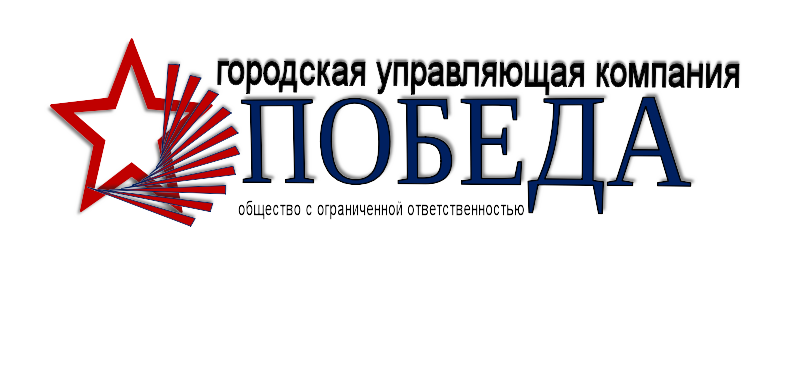 городская управляющая компания
ПОБЕДА
общество с ограниченной ответственностью